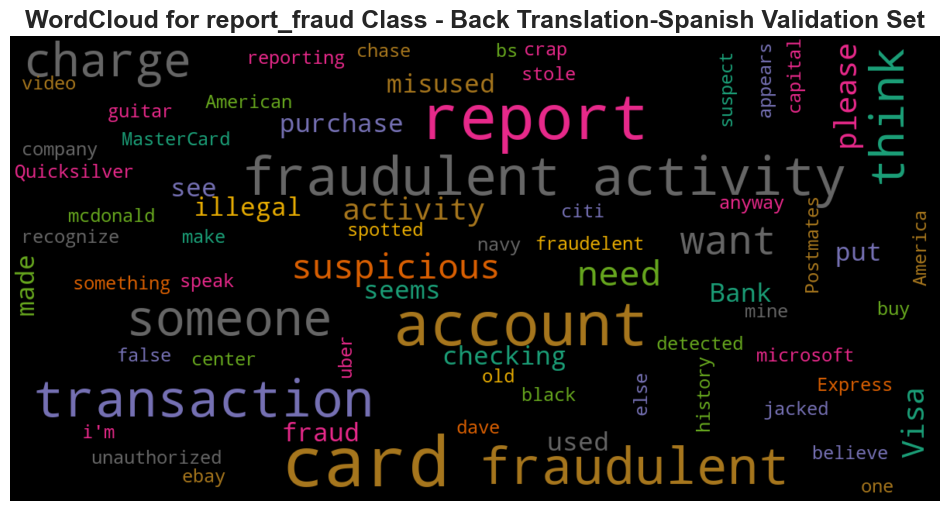 WordCloud for report_fraud Class - Back Translation-Spanish Validation Set
charge
reporting
chase
bs
crap
stole
video
misused
suspect
appears
capital
please
think
guitar
American
report
MasterCard
purchase
company
Quicksilver
see
fraudulent activity
illegal
activity
citi
anyway
mcdonald
spotted
recognize
make
navy
fraudelent
want
Postmates
put
America
made
something
speak
suspicious
seems
need
Bank
mine
buy
someone
account
false
center
uber
checking
detected
microsoft
old
black
else
history
Express
jacked
Visa
transaction
i'm
fraud
dave
used
believe
unauthorized
ebay
card
fraudulent
one